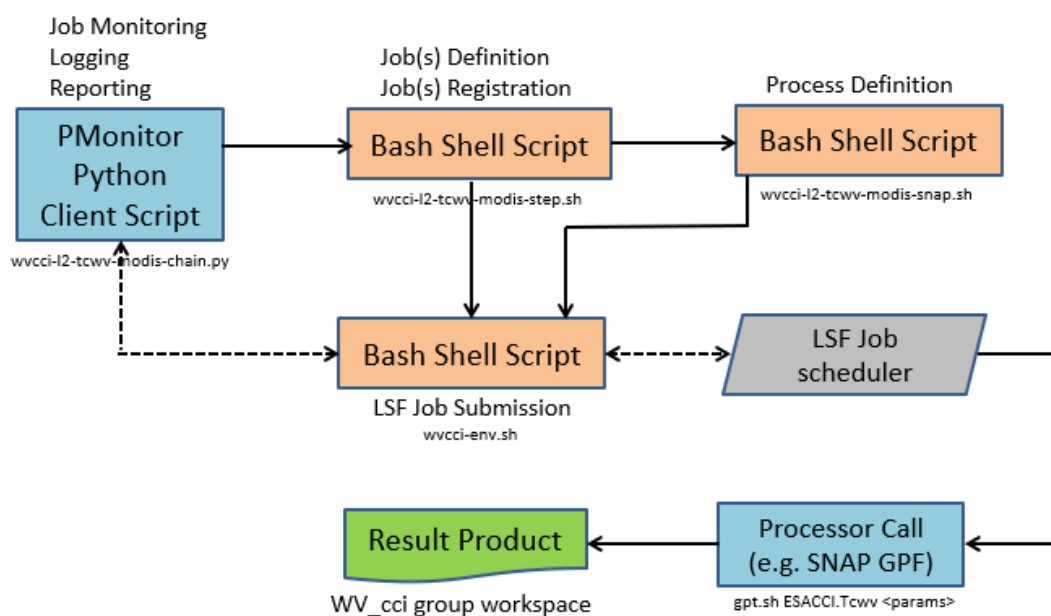 Job Monitoring
Logging
Reporting
PMonitor
Python
Client Script
wvcci-l2-tcwv-modis-chain.py
Job(s) Definition
Job(s) Registration
Bash Shell Script
wvcci-l2-tcwv-modis-step.sh
Process Definition
Bash Shell Script
wvcci-l2-tcwv-modis-snap.sh
Bash Shell Script
LSF Job Submission
wvcci-env.sh
LSF Job
scheduler
Result Product
WV_cci group workspace
Processor Call
(e.g. SNAP GPF)
gpt.sh ESACCI.Tcwv <params>